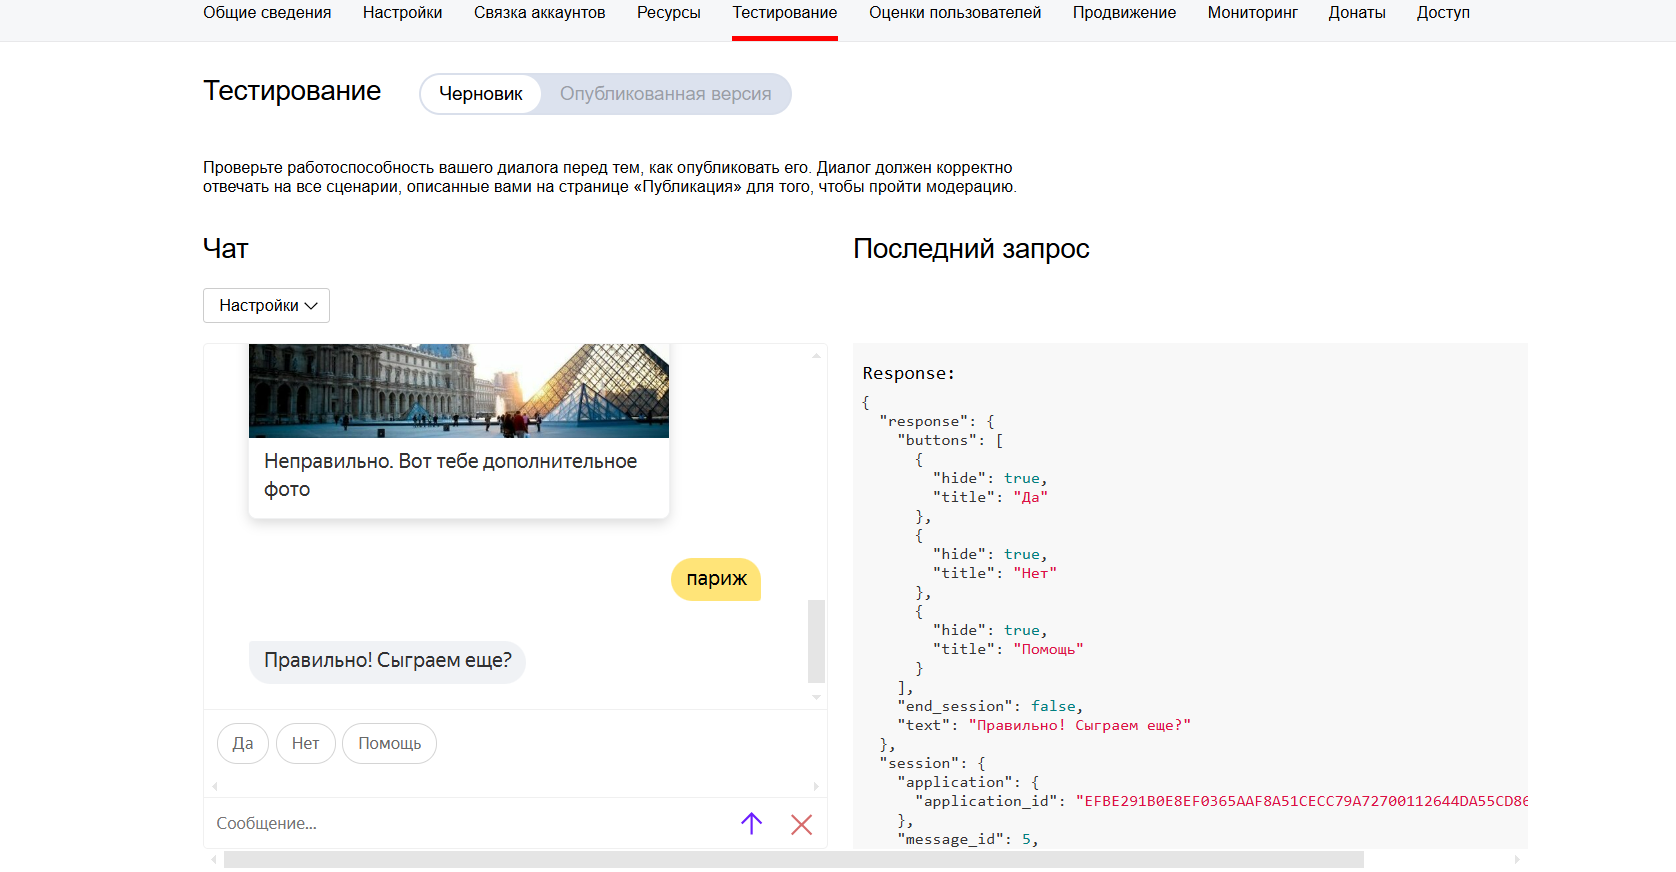 Общие сведения Настройки Связка аккаунтов Ресурсы Тестирование Оценки пользователей Продвижение Мониторинг Донаты Доступ
Тестирование Черновик Опубликованная версия
Проверьте работоспособность вашего диалога перед тем, как опубликовать его. Диалог должен корректно
отвечать на все сценарии, описанные вами на странице «Публикация» для того, чтобы пройти модерацию.
Чат
Настройки
Неправильно. Вот тебе дополнительное
фото
париж
Правильно! Сыграем еще?
Да Нет Помощь
Сообщение...
Последний запрос
Response:
{
"response": {
"buttons": [
{
"hide": true,
"title": "Да"
},
{
"hide": true,
"title": "Нет"
},
{
"hide": true,
"title": "Помощь"
}
],
"end_session": false,
"text": "Правильно! Сыграем еще?"
},
"session": {
"application": {
"application_id": "EFBE291B0E8EF0365AAF8A51CECC79A72700112644DA55CD86
},
"message_id": 5,